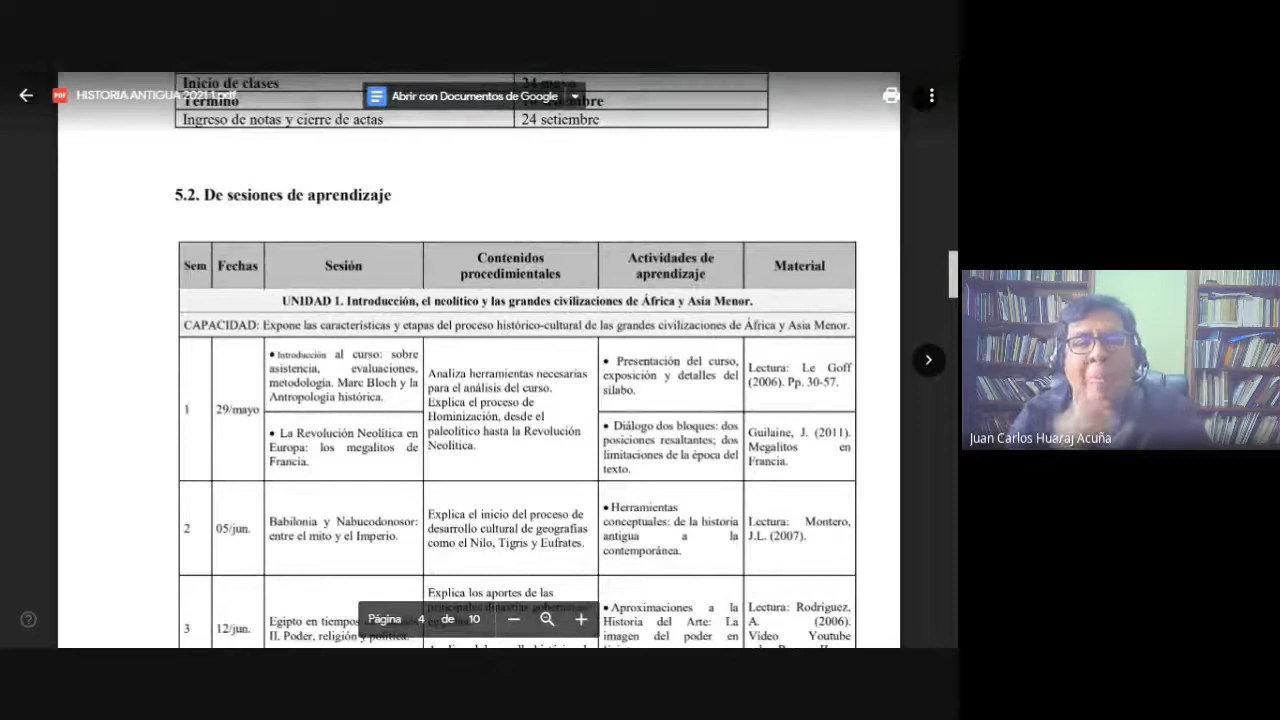 Inicio de clases
24 mayo
HISTORIA ANTIGUA 2021 1.pdf
Abrir con Documentos de Google
Término
Ingreso de notas y cierre de actas
24 setiembre
5.2. De sesiones de aprendizaje
Sem
Fechas
Sesión
Contenidos
procedimientales
Actividades de
aprendizaje
Material
UNIDAD 1. Introducción, el neolítico y las grandes civilizaciones de África y Asia Menor.
CAPACIDAD: Expone las características y etapas del proceso histórico-cultural de las grandes civilizaciones de África y Asia Menor.
1
29/mayo
• Introducción al curso: sobre
asistencia, evaluaciones,
metodología. Marc Bloch y la
Antropología histórica.
• La Revolución Neolítica en
Europa: los megalitos de
Francia.
Analiza herramientas necesarias
para el análisis del curso.
Explica el proceso de
Hominización, desde el
paleolítico hasta la Revolución
Neolítica.
• Presentación del curso,
exposición y detalles del
sílabo.
• Diálogo dos bloques: dos
posiciones resaltantes; dos
limitaciones de la época del
texto.
Lectura: Le Goff
(2006). Pp. 30-57.
Guilaine, J. (2011).
Megalitos en
Francia.
2
05/jun.
Babilonia y Nabucodonosor:
entre el mito y el Imperio.
Explica el inicio del proceso de
desarrollo cultural de geografías
como el Nilo, Tigris y Eufrates.
• Herramientas
conceptuales: de la historia
antigua a la
contemporánea.
Lectura: Montero,
J.L. (2007).
3
12/jun.
Egipto en tiempos
II. Poder, religión y política.
Explica los aportes de las
principales dinastías
• Aproximaciones a la
Historia del Arte: La
imagen del poder en
Lectura: Rodríguez,
A. (2006).
Video Youtube
Página 4 de 10
Juan Carlos Huaraj Acuña